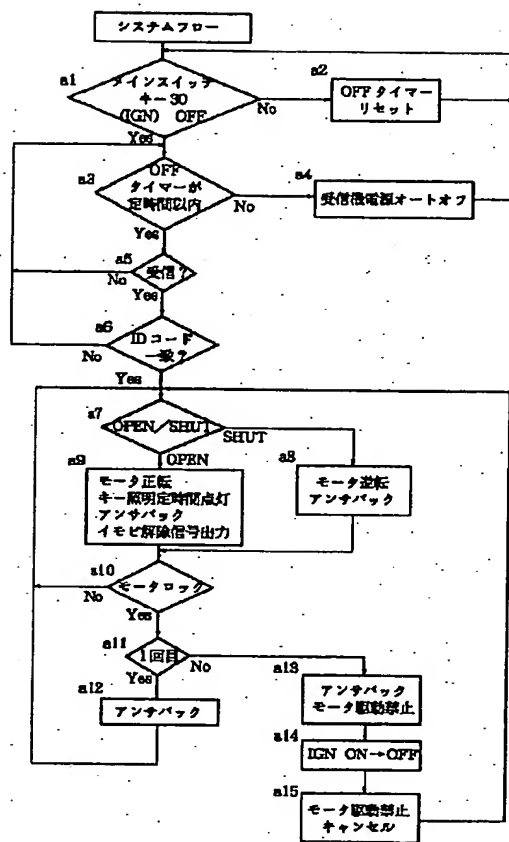 システムフロー
a1
メインスイッチ
キー30
(IGN) OFF
No
Yes
a2
OFFタイマー
リセット
a3
OFF
タイマーが
定時間以内
No
Yes
a4
受信機電源オートオフ
a5
受信?
No
Yes
a6
IDコード
一致?
No
Yes
a7
OPEN/SHUT
SHUT
OPEN
a8
モータ逆転
アンサバック
a9
モータ正転
キー照明定時間点灯
アンサバック
イモビ解除信号出力
a10
モータロック
No
Yes
a11
1回目
No
Yes
a12
アンサバック
a13
アンサバック
モータ駆動禁止
a14
IGN ON→OFF
a15
モータ駆動禁止
キャンセル